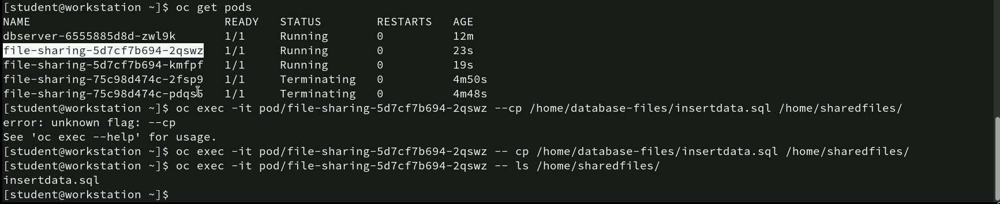 [student@workstation ~]$ oc get pods
NAME                            READY   STATUS        RESTARTS   AGE
dbserver-6555885d8d-zwl9k       1/1     Running       0          12m
file-sharing-5d7cf7b694-2qswz   1/1     Running       0          23s
file-sharing-5d7cf7b694-kmfpf   1/1     Running       0          19s
file-sharing-75c98d474c-2fsp9   1/1     Terminating   0          4m50s
file-sharing-75c98d474c-pdqs5   1/1     Terminating   0          4m48s
[student@workstation ~]$ oc exec -it pod/file-sharing-5d7cf7b694-2qswz --cp /home/database-files/insertdata.sql /home/sharedfiles/
error: unknown flag: --cp
See 'oc exec --help' for usage.
[student@workstation ~]$ oc exec -it pod/file-sharing-5d7cf7b694-2qswz -- cp /home/database-files/insertdata.sql /home/sharedfiles/
[student@workstation ~]$ oc exec -it pod/file-sharing-5d7cf7b694-2qswz -- ls /home/sharedfiles/
insertdata.sql
[student@workstation ~]$